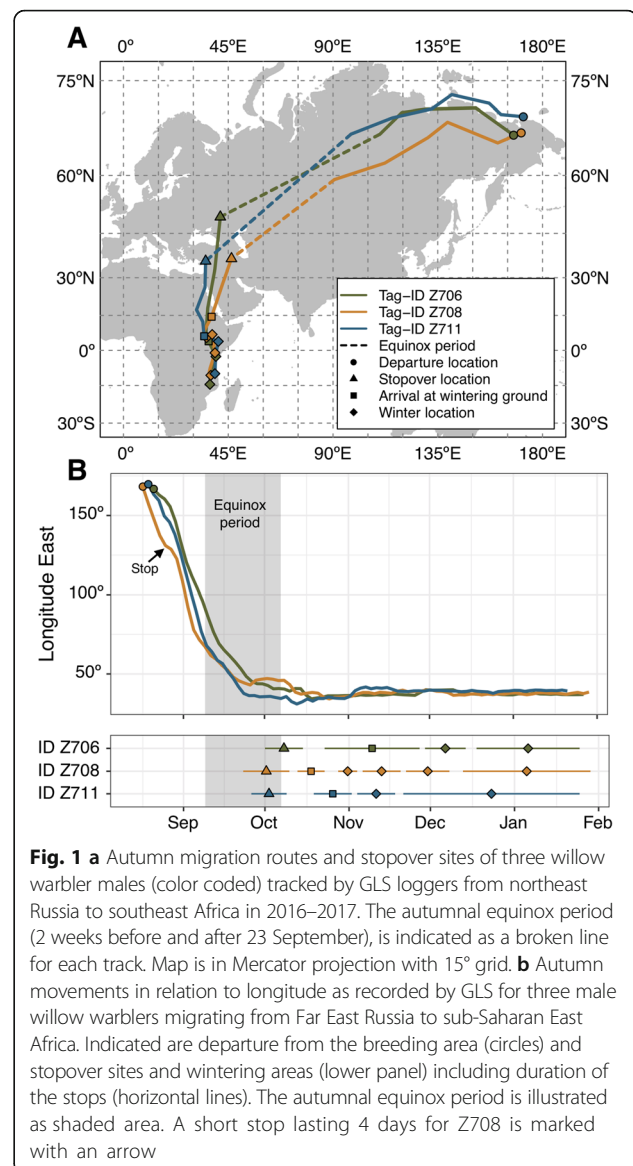 A
0° 45°E 90°E 135°E 180°E
75°N 75°N
60°N 60°N
30°N 30°N
0° 0°
30°S 30°S
Tag-ID Z706
Tag-ID Z708
Tag-ID Z711
Equinox period
Departure location
Stopover location
Arrival at wintering ground
Winter location
0° 45°E 90°E 135°E 180°E
B
Longitude East
150°
100°
50°
Equinox
period
Stop
ID Z706
ID Z708
ID Z711
Sep Oct Nov Dec Jan Feb
Fig. 1 a Autumn migration routes and stopover sites of three willow
warbler males (color coded) tracked by GLS loggers from northeast
Russia to southeast Africa in 2016–2017. The autumnal equinox period
(2 weeks before and after 23 September), is indicated as a broken line
for each track. Map is in Mercator projection with 15° grid. b Autumn
movements in relation to longitude as recorded by GLS for three male
willow warblers migrating from Far East Russia to sub-Saharan East
Africa. Indicated are departure from the breeding area (circles) and
stopover sites and wintering areas (lower panel) including duration of
the stops (horizontal lines). The autumnal equinox period is illustrated
as shaded area. A short stop lasting 4 days for Z708 is marked
with an arrow